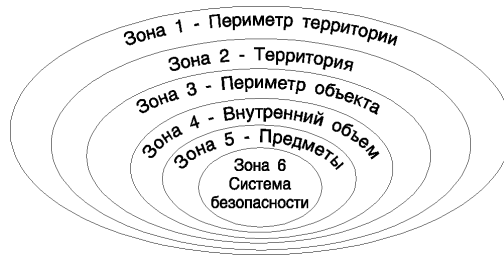 Зона 1 - Периметр территории
Зона 2 - Территория
Зона 3 - Периметр объекта
Зона 4 - Внутренний объем
Зона 5 - Предметы
Зона 6
Система
безопасности